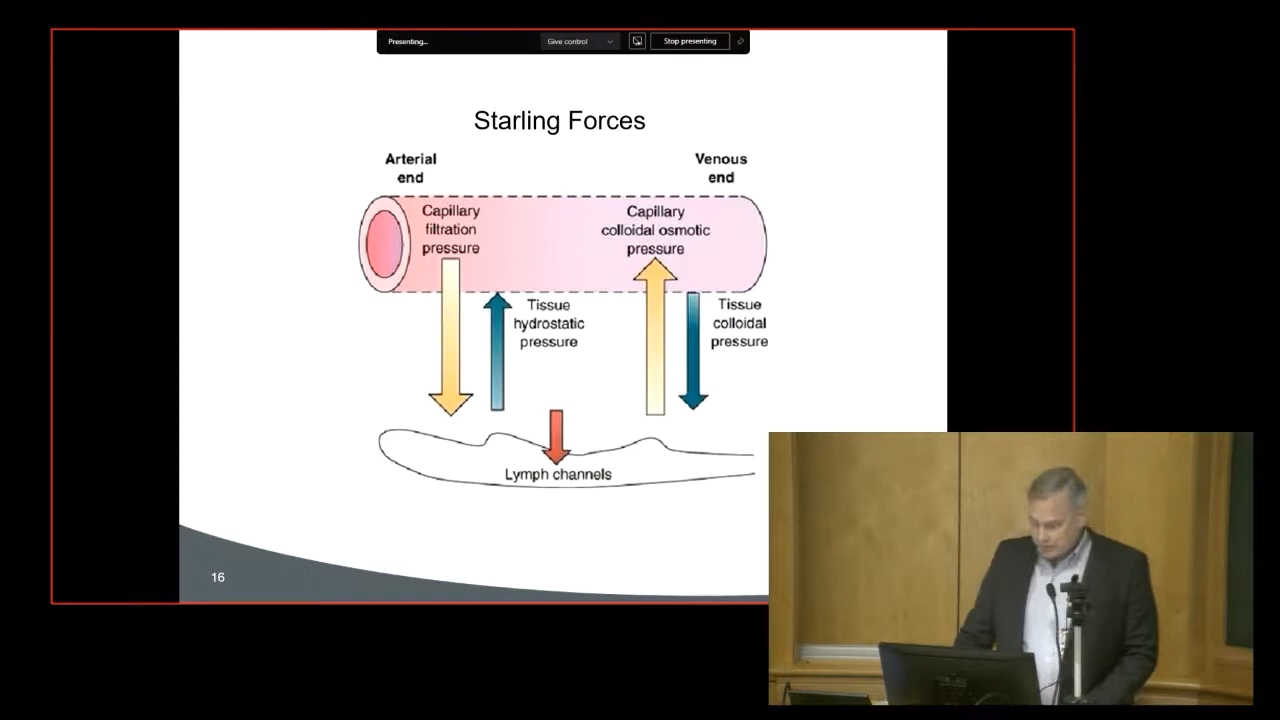 Presenting...
Give control
Stop presenting
Starling Forces
Arterial
end
Venous
end
Capillary
filtration
pressure
Capillary
colloidal osmotic
pressure
Tissue
hydrostatic
pressure
Tissue
colloidal
pressure
Lymph channels
16